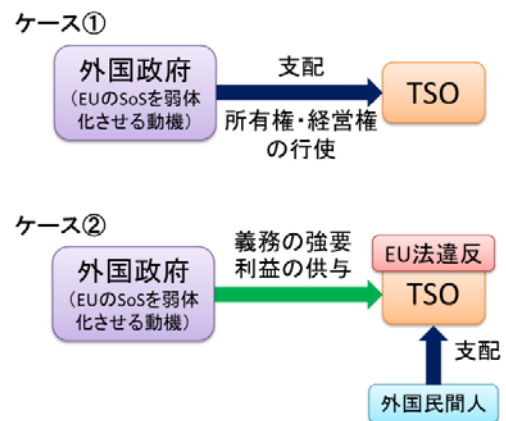 ケース①
外国政府
(EUのSoSを弱体
化させる動機)
支配
所有権・経営権
の行使
TSO
ケース②
外国政府
(EUのSoSを弱体
化させる動機)
義務の強要
利益の供与
EU法違反
TSO
支配
外国民間人